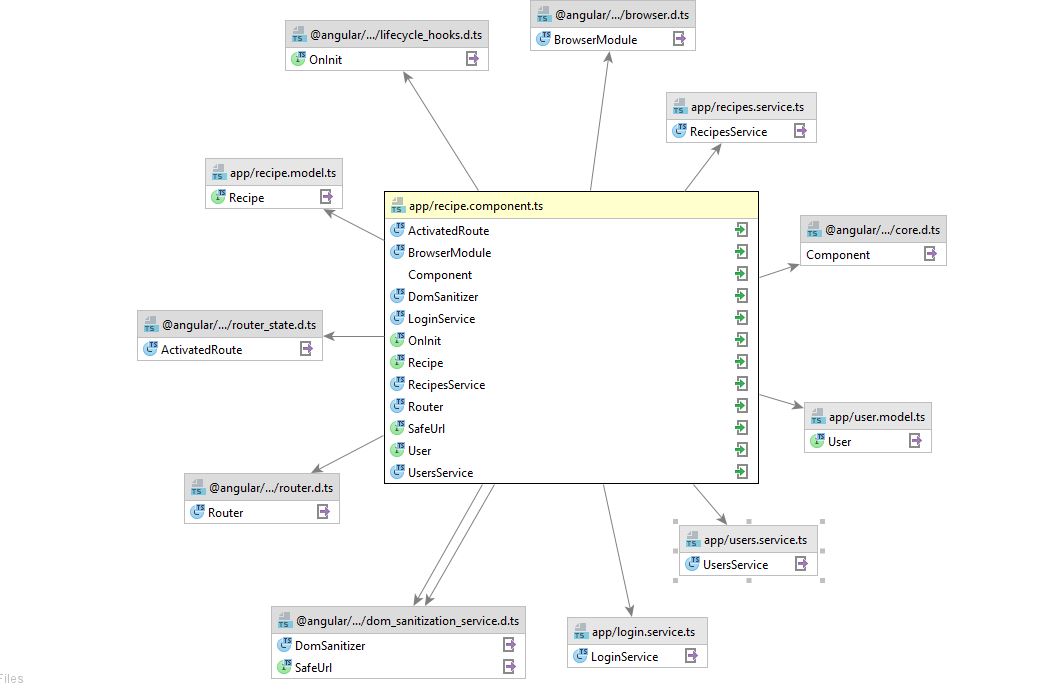 @angular/.../browser.d.ts
BrowserModule
@angular/.../lifecycle_hooks.d.ts
OnInit
app/recipes.service.ts
RecipesService
app/recipe.model.ts
Recipe
app/recipe.component.ts
ActivatedRoute
BrowserModule
Component
DomSanitizer
LoginService
OnInit
Recipe
RecipesService
Router
SafeUrl
User
UsersService
@angular/.../core.d.ts
Component
@angular/.../router_state.d.ts
ActivatedRoute
app/user.model.ts
User
@angular/.../router.d.ts
Router
app/users.service.ts
UsersService
@angular/.../dom_sanitization_service.d.ts
DomSanitizer
SafeUrl
app/login.service.ts
LoginService
Files